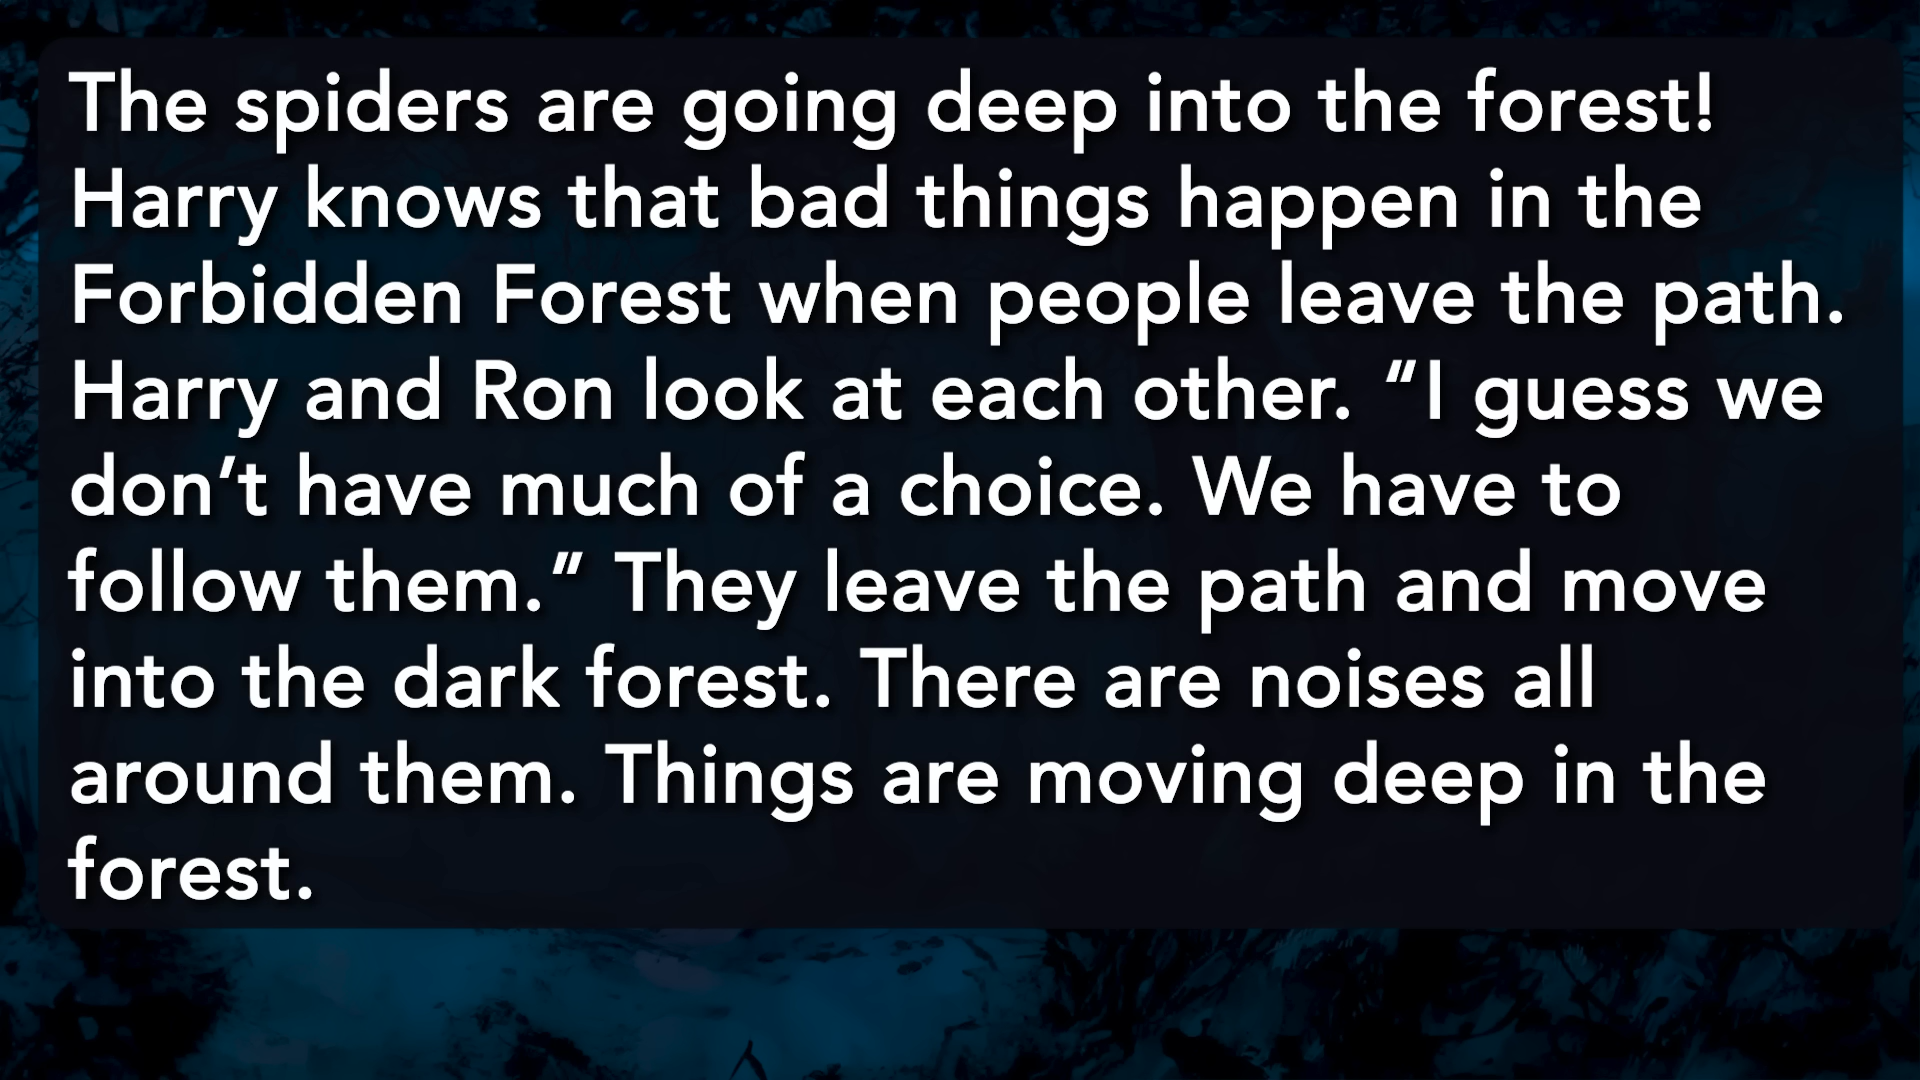 The spiders are going deep into the forest!
Harry knows that bad things happen in the
Forbidden Forest when people leave the path.
Harry and Ron look at each other. “I guess we
don’t have much of a choice. We have to
follow them.” They leave the path and move
into the dark forest. There are noises all
around them. Things are moving deep in the
forest.